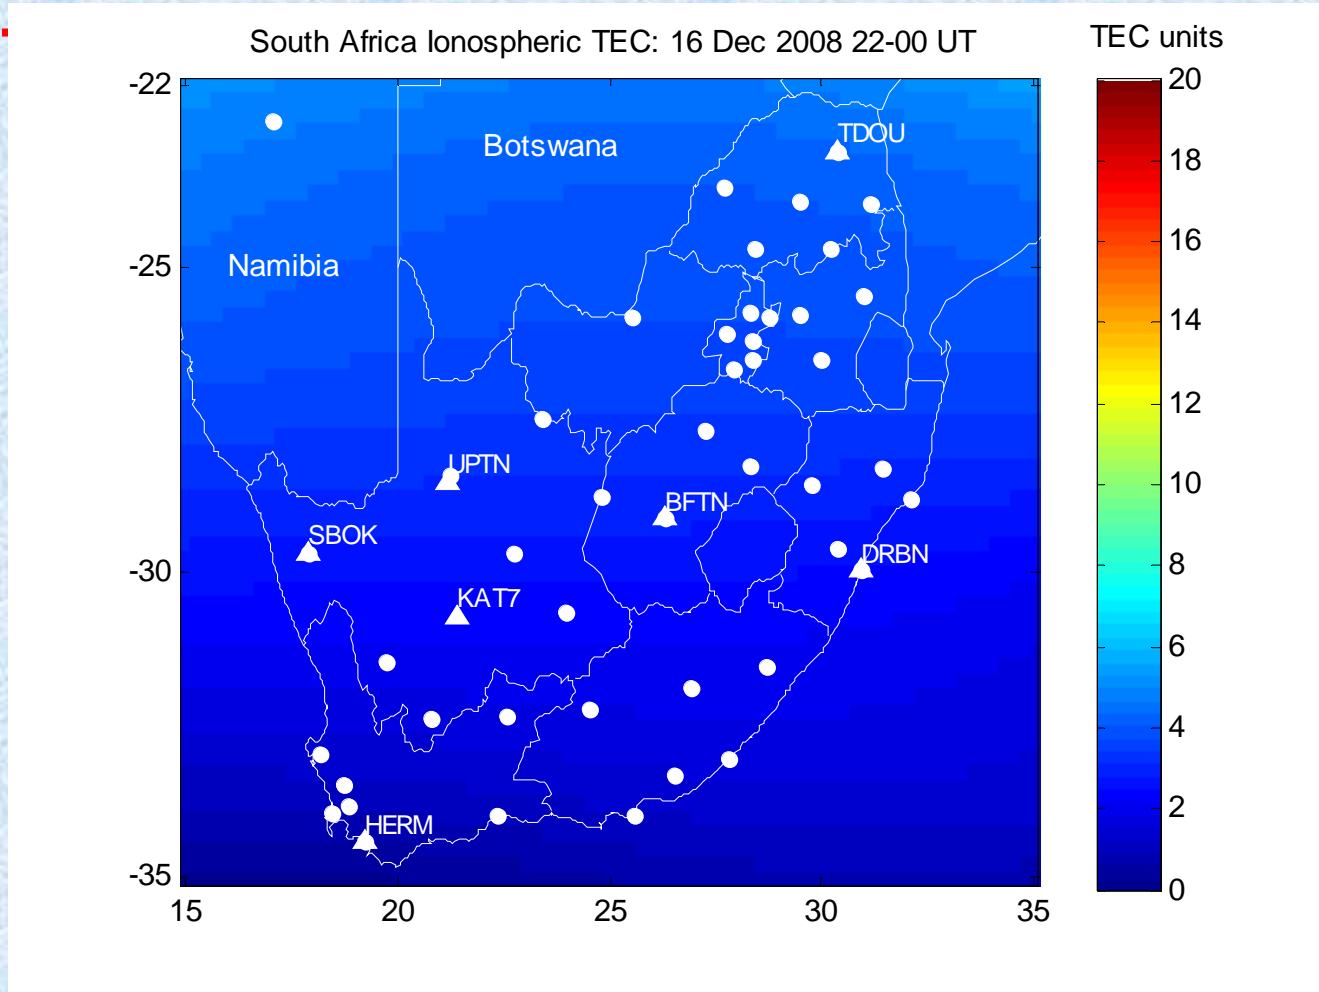 South Africa Ionospheric TEC: 16 Dec 2008 22-00 UT
TEC units
-22
-25
-30
-35
15
20
25
30
35
Botswana
TDOU
Namibia
UPTN
BFTN
SBOK
DRBN
KAT7
HERM
20
18
16
14
12
10
8
6
4
2
0